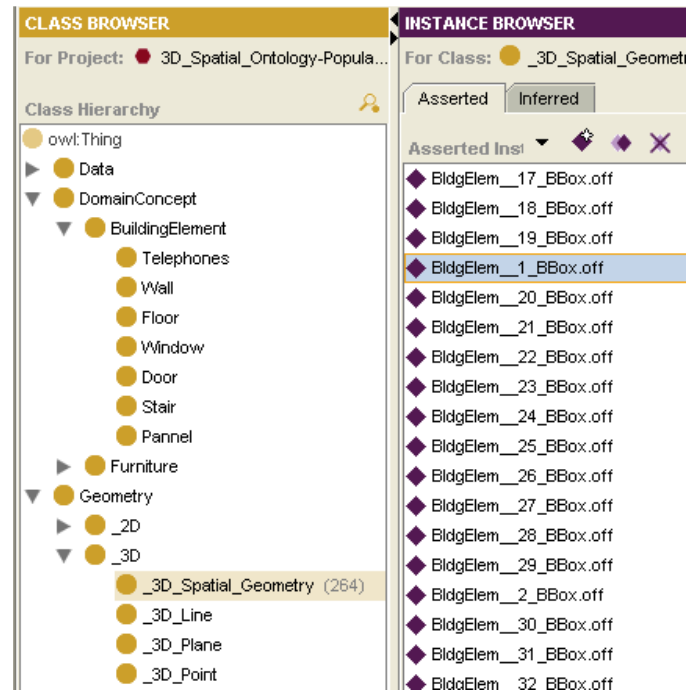 CLASS BROWSER
For Project: 3D_Spatial_Ontology-Popula...
Class Hierarchy
owl:Thing
Data
DomainConcept
BuildingElement
Telephones
Wall
Floor
Window
Door
Stair
Pannel
Furniture
Geometry
_2D
_3D
_3D_Spatial_Geometry (264)
_3D_Line
_3D_Plane
_3D_Point
INSTANCE BROWSER
For Class: _3D_Spatial_Geomet
Asserted Inferred
Asserted Inst
BldgElem__17_BBox.off
BldgElem__18_BBox.off
BldgElem__19_BBox.off
BldgElem__1_BBox.off
BldgElem__20_BBox.off
BldgElem__21_BBox.off
BldgElem__22_BBox.off
BldgElem__23_BBox.off
BldgElem__24_BBox.off
BldgElem__25_BBox.off
BldgElem__26_BBox.off
BldgElem__27_BBox.off
BldgElem__28_BBox.off
BldgElem__29_BBox.off
BldgElem__2_BBox.off
BldgElem__30_BBox.off
BldgElem__31_BBox.off
BldgElem__32_BBox.off